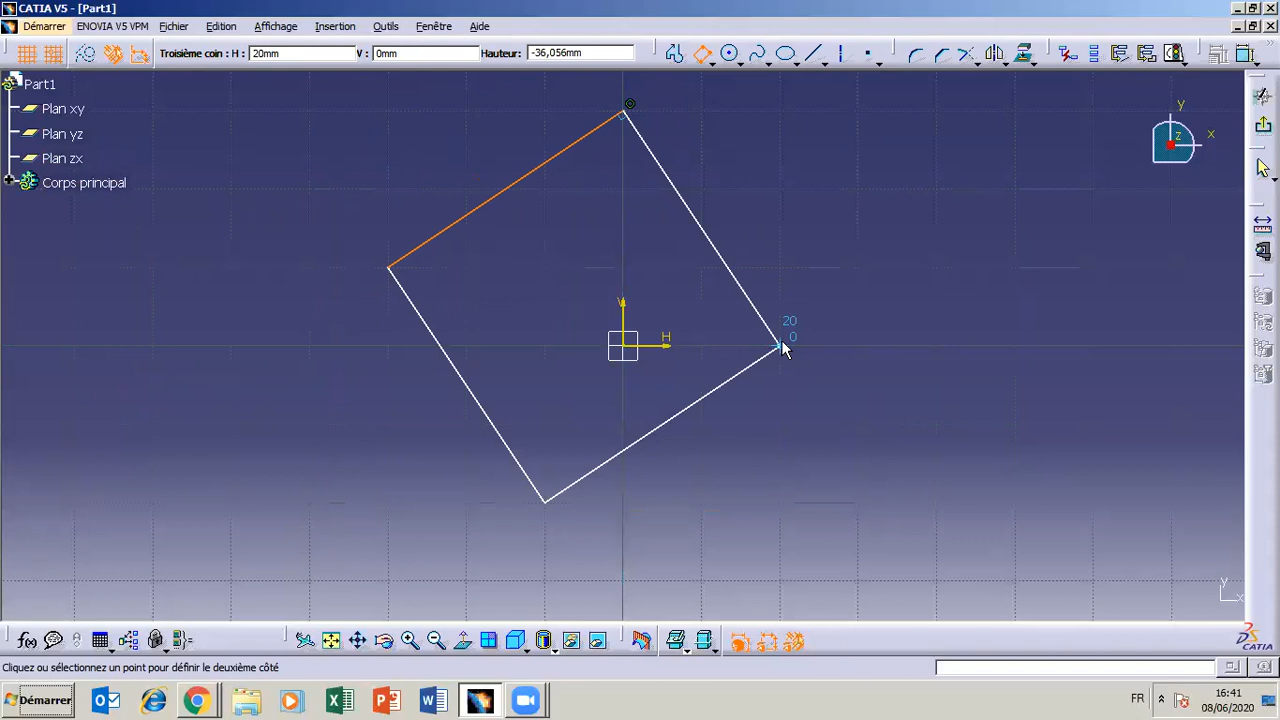 CATIA V5 - [Part1]
Démarrer ENOVIA V5 VPM Fichier Edition Affichage Insertion Outils Fenêtre Aide
Troisième coin : H : 20mm V : 0mm Hauteur: -36,056mm
Part1
Plan xy
Plan yz
Plan zx
Corps principal
y
z x
V
H
20
0
y
x
f(x)
CATIA
Cliquez ou sélectionnez un point pour définir le deuxième côté
Démarrer
FR
16:41
08/06/2020